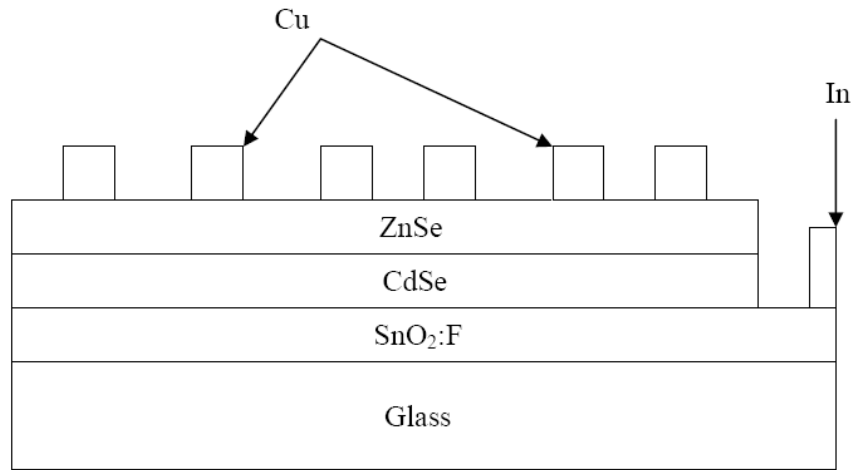 Cu
In
ZnSe
CdSe
SnO₂:F
Glass